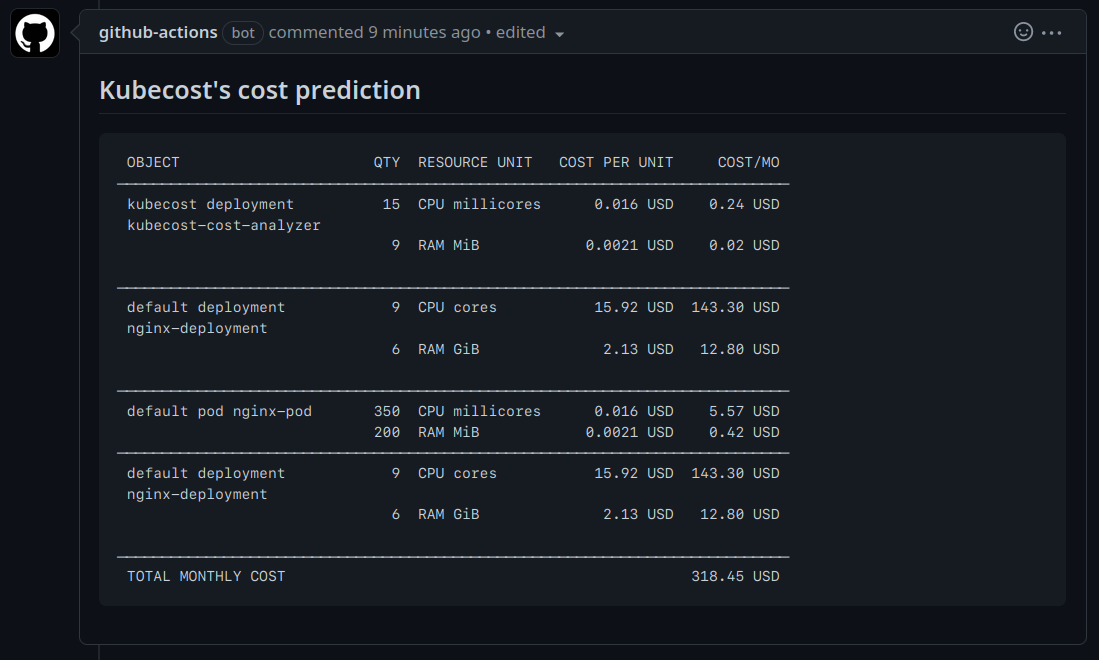 github-actions bot commented 9 minutes ago • edited
Kubecost's cost prediction
OBJECT QTY RESOURCE UNIT COST PER UNIT COST/MO
kubecost deployment 15 CPU millicores 0.016 USD 0.24 USD
kubecost-cost-analyzer
9 RAM MiB 0.0021 USD 0.02 USD
default deployment 9 CPU cores 15.92 USD 143.30 USD
nginx-deployment
6 RAM GiB 2.13 USD 12.80 USD
default pod nginx-pod 350 CPU millicores 0.016 USD 5.57 USD
200 RAM MiB 0.0021 USD 0.42 USD
default deployment 9 CPU cores 15.92 USD 143.30 USD
nginx-deployment
6 RAM GiB 2.13 USD 12.80 USD
TOTAL MONTHLY COST 318.45 USD